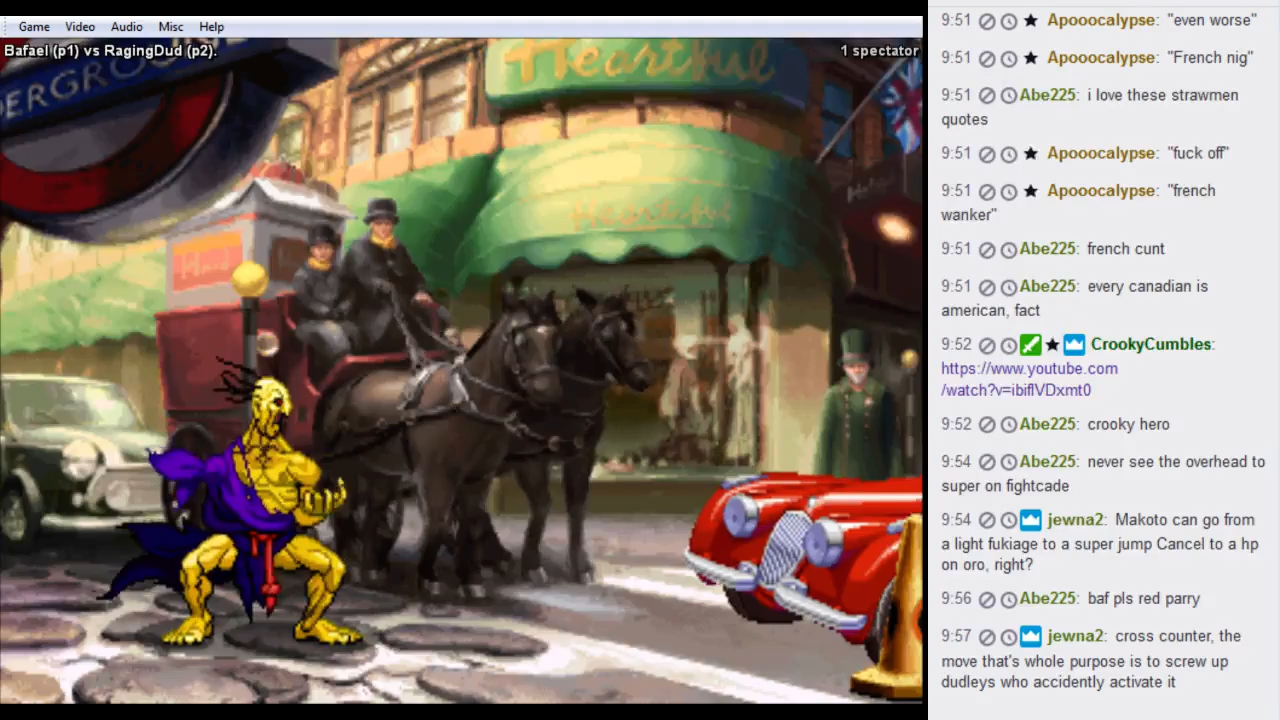 Game Video Audio Misc Help
Bafael (p1) vs RagingDud (p2).
1 spectator
DERGROUND
Heartful
Heartful
9:51 Apooocalypse: "even worse"
9:51 Apooocalypse: "French nig"
9:51 Abe225: i love these strawmen
quotes
9:51 Apooocalypse: "fuck off"
9:51 Apooocalypse: "french
wanker"
9:51 Abe225: french cunt
9:51 Abe225: every canadian is
american, fact
9:52 CrookyCumbles:
https://www.youtube.com
/watch?v=ibiflVDxmt0
9:52 Abe225: crooky hero
9:54 Abe225: never see the overhead to
super on fightcade
9:54 jewna2: Makoto can go from
a light fukiage to a super jump Cancel to a hp
on oro, right?
9:56 Abe225: baf pls red parry
9:57 jewna2: cross counter, the
move that's whole purpose is to screw up
dudleys who accidently activate it